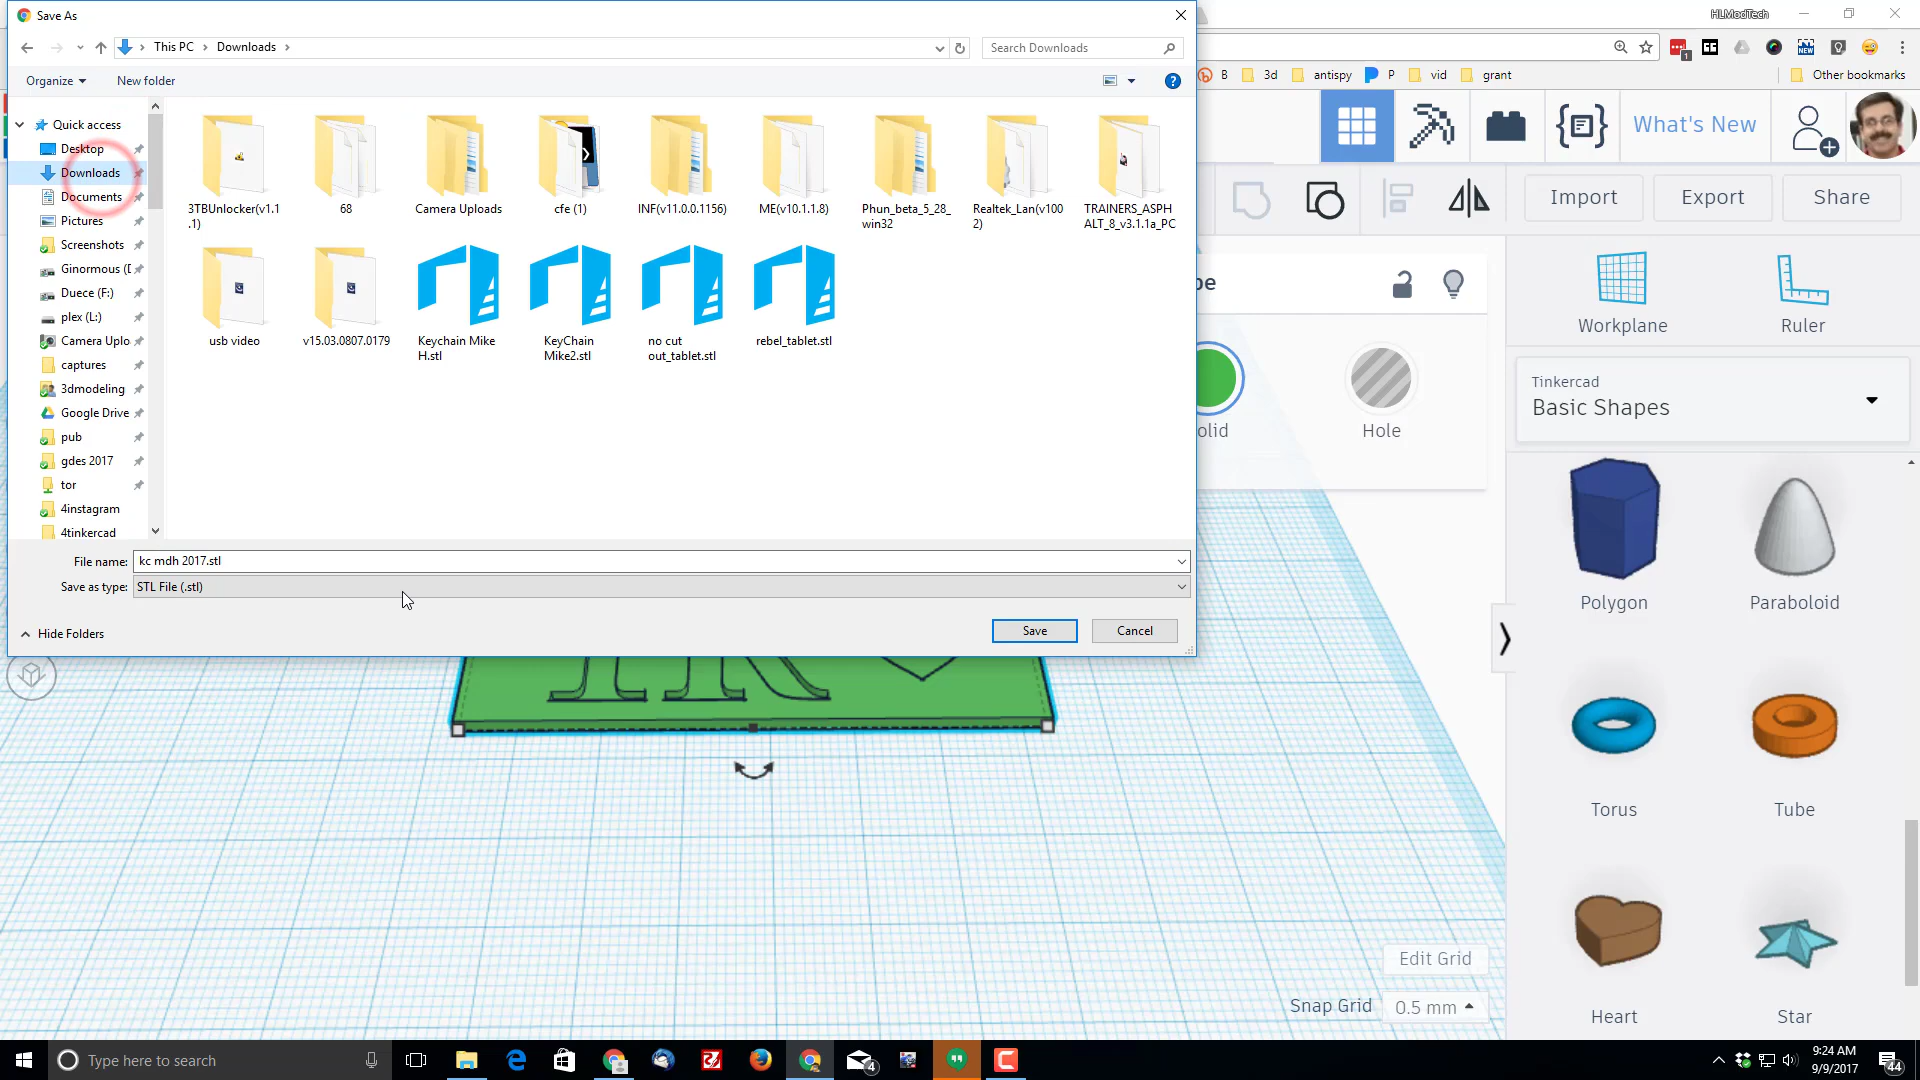 Save As
HLModTech
This PC
Downloads
Search Downloads
Organize
New folder
B
3d
antispy
P
vid
grant
Other bookmarks
Quick access
Desktop
Downloads
Documents
Pictures
Screenshots
Ginormous (D
Duece (F:)
plex (L:)
Camera Uplo
captures
3dmodeling
Google Drive
pub
gdes 2017
tor
4instagram
4tinkercad
3TBUnlocker(v1.1
.1)
68
Camera Uploads
cfe (1)
INF(v11.0.0.1156)
ME(v10.1.1.8)
Phun_beta_5_28_
win32
Realtek_Lan(v100
2)
TRAINERS_ASPH
ALT_8_v3.1.1a_PC
usb video
v15.03.0807.0179
Keychain Mike
H.stl
KeyChain
Mike2.stl
no cut
out_tablet.stl
rebel_tablet.stl
File name:
kc mdh 2017.stl
Save as type:
STL File (.stl)
Hide Folders
Save
Cancel
What's New
Import
Export
Share
pe
olid
Hole
Workplane
Ruler
Tinkercad
Basic Shapes
Polygon
Paraboloid
Torus
Tube
Heart
Star
Edit Grid
Snap Grid
0.5 mm
Type here to search
4
9:24 AM
9/9/2017
44